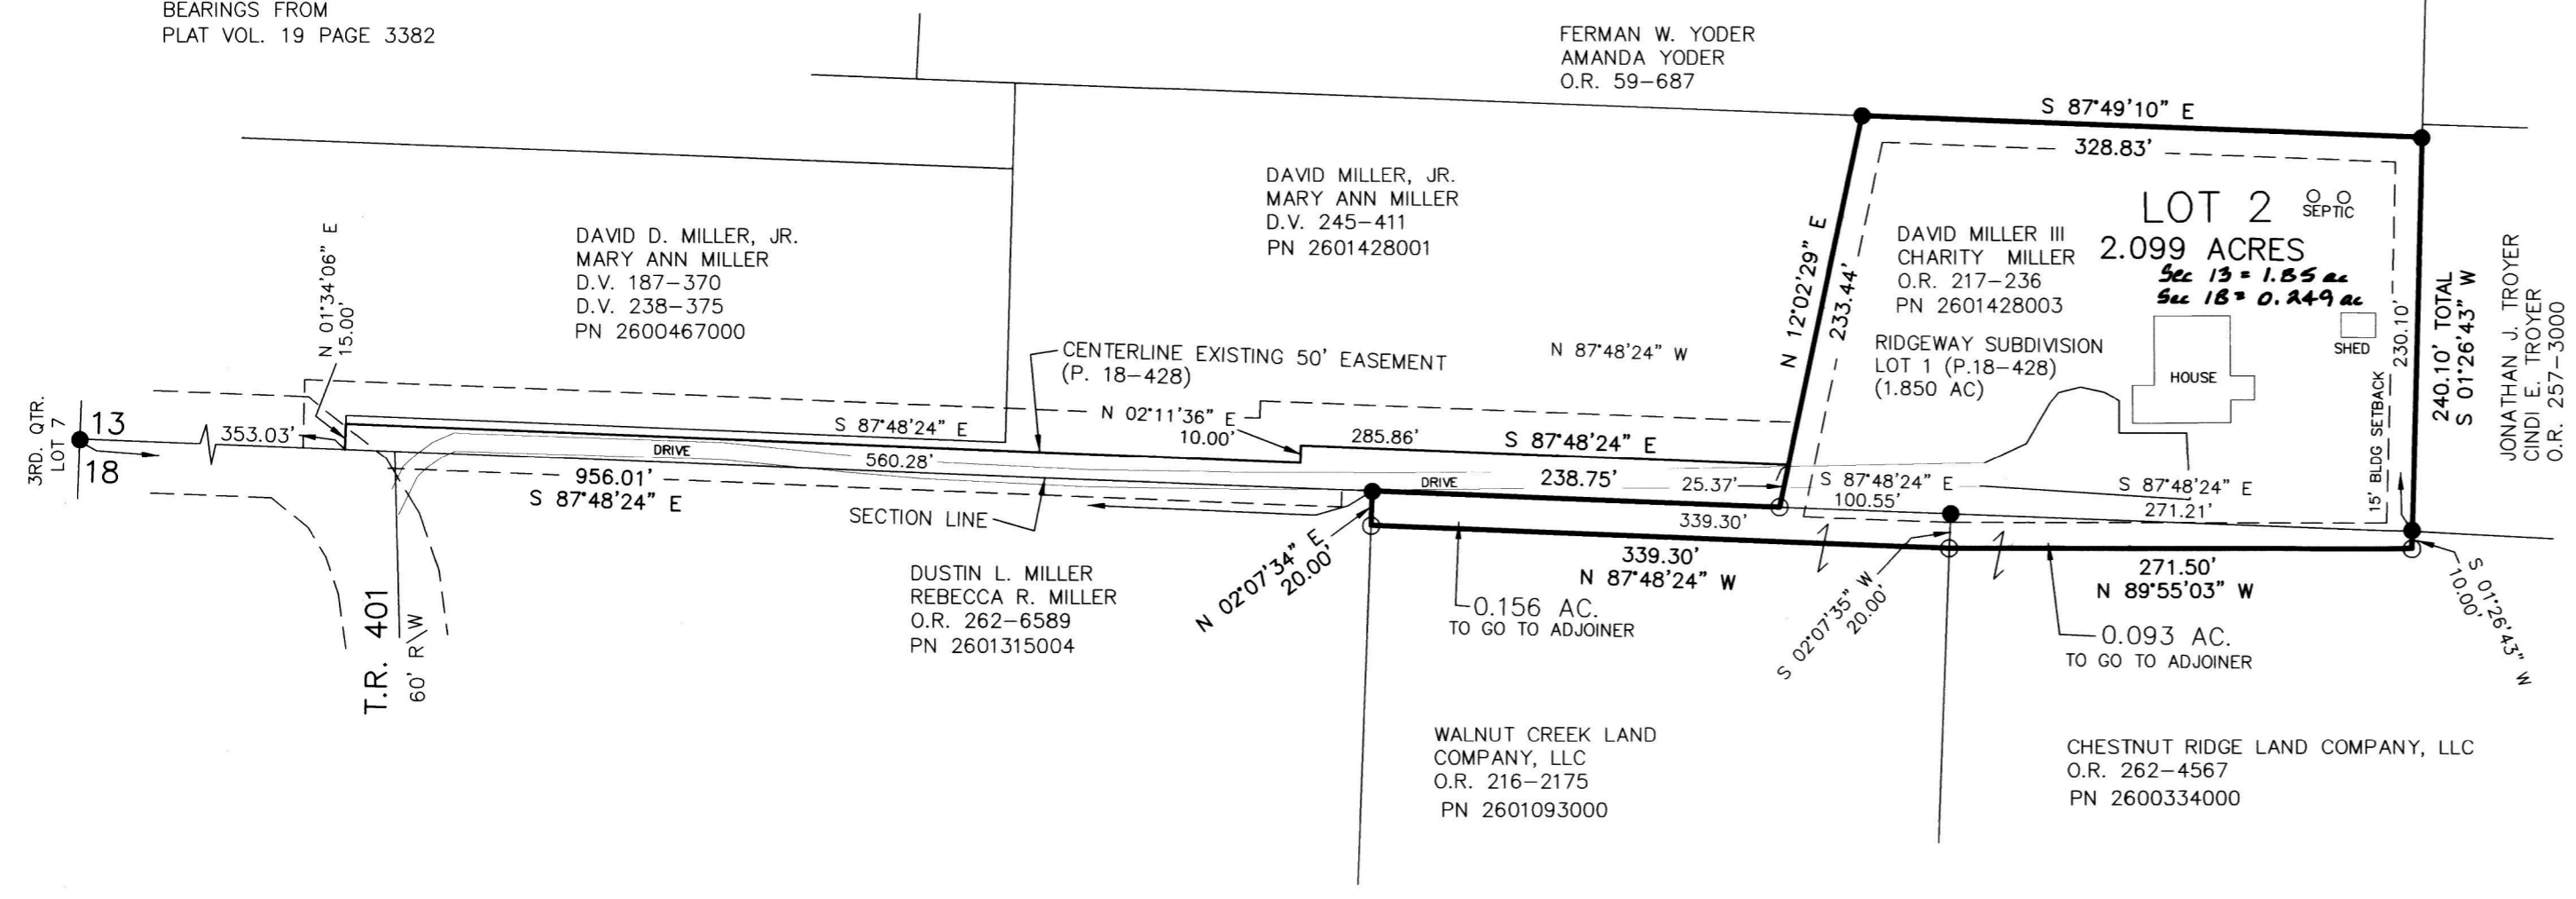 BEARINGS FROM
PLAT VOL. 19 PAGE 3382
FERMAN W. YODER
AMANDA YODER
O.R. 59-687
S 87°49'10" E
328.83'
DAVID MILLER, JR.
MARY ANN MILLER
D.V. 245-411
PN 2601428001
DAVID D. MILLER, JR.
MARY ANN MILLER
D.V. 187-370
D.V. 238-375
PN 2600467000
N 01°34'06" E
15.00'
N 12°02'29" E
233.44'
LOT 2
SEPTIC
2.099 ACRES
Sec 13 = 1.85 ac
Sec 18 = 0.249 ac
DAVID MILLER III
CHARITY MILLER
O.R. 217-236
PN 2601428003
RIDGEWAY SUBDIVISION
LOT 1 (P.18-428)
(1.850 AC)
HOUSE
SHED
15' BLDG SETBACK
230.10'
240.10' TOTAL
S 01°26'43" W
JONATHAN J. TROYER
CINDI E. TROYER
O.R. 257-3000
CENTERLINE EXISTING 50' EASEMENT
(P. 18-428)
N 87°48'24" W
3RD. QTR.
LOT 7
13
18
353.03'
S 87°48'24" E
N 02°11'36" E
10.00'
285.86'
S 87°48'24" E
DRIVE
560.28'
956.01'
S 87°48'24" E
SECTION LINE
DRIVE
238.75'
25.37'
S 87°48'24" E
100.55'
S 87°48'24" E
271.21'
339.30'
339.30'
N 87°48'24" W
271.50'
N 89°55'03" W
N 02°07'34" E
20.00'
S 02°07'35" W
20.00'
S 01°26'43" W
10.00'
0.156 AC.
TO GO TO ADJOINER
0.093 AC.
TO GO TO ADJOINER
T.R. 401
60' R\W
DUSTIN L. MILLER
REBECCA R. MILLER
O.R. 262-6589
PN 2601315004
WALNUT CREEK LAND
COMPANY, LLC
O.R. 216-2175
PN 2601093000
CHESTNUT RIDGE LAND COMPANY, LLC
O.R. 262-4567
PN 2600334000